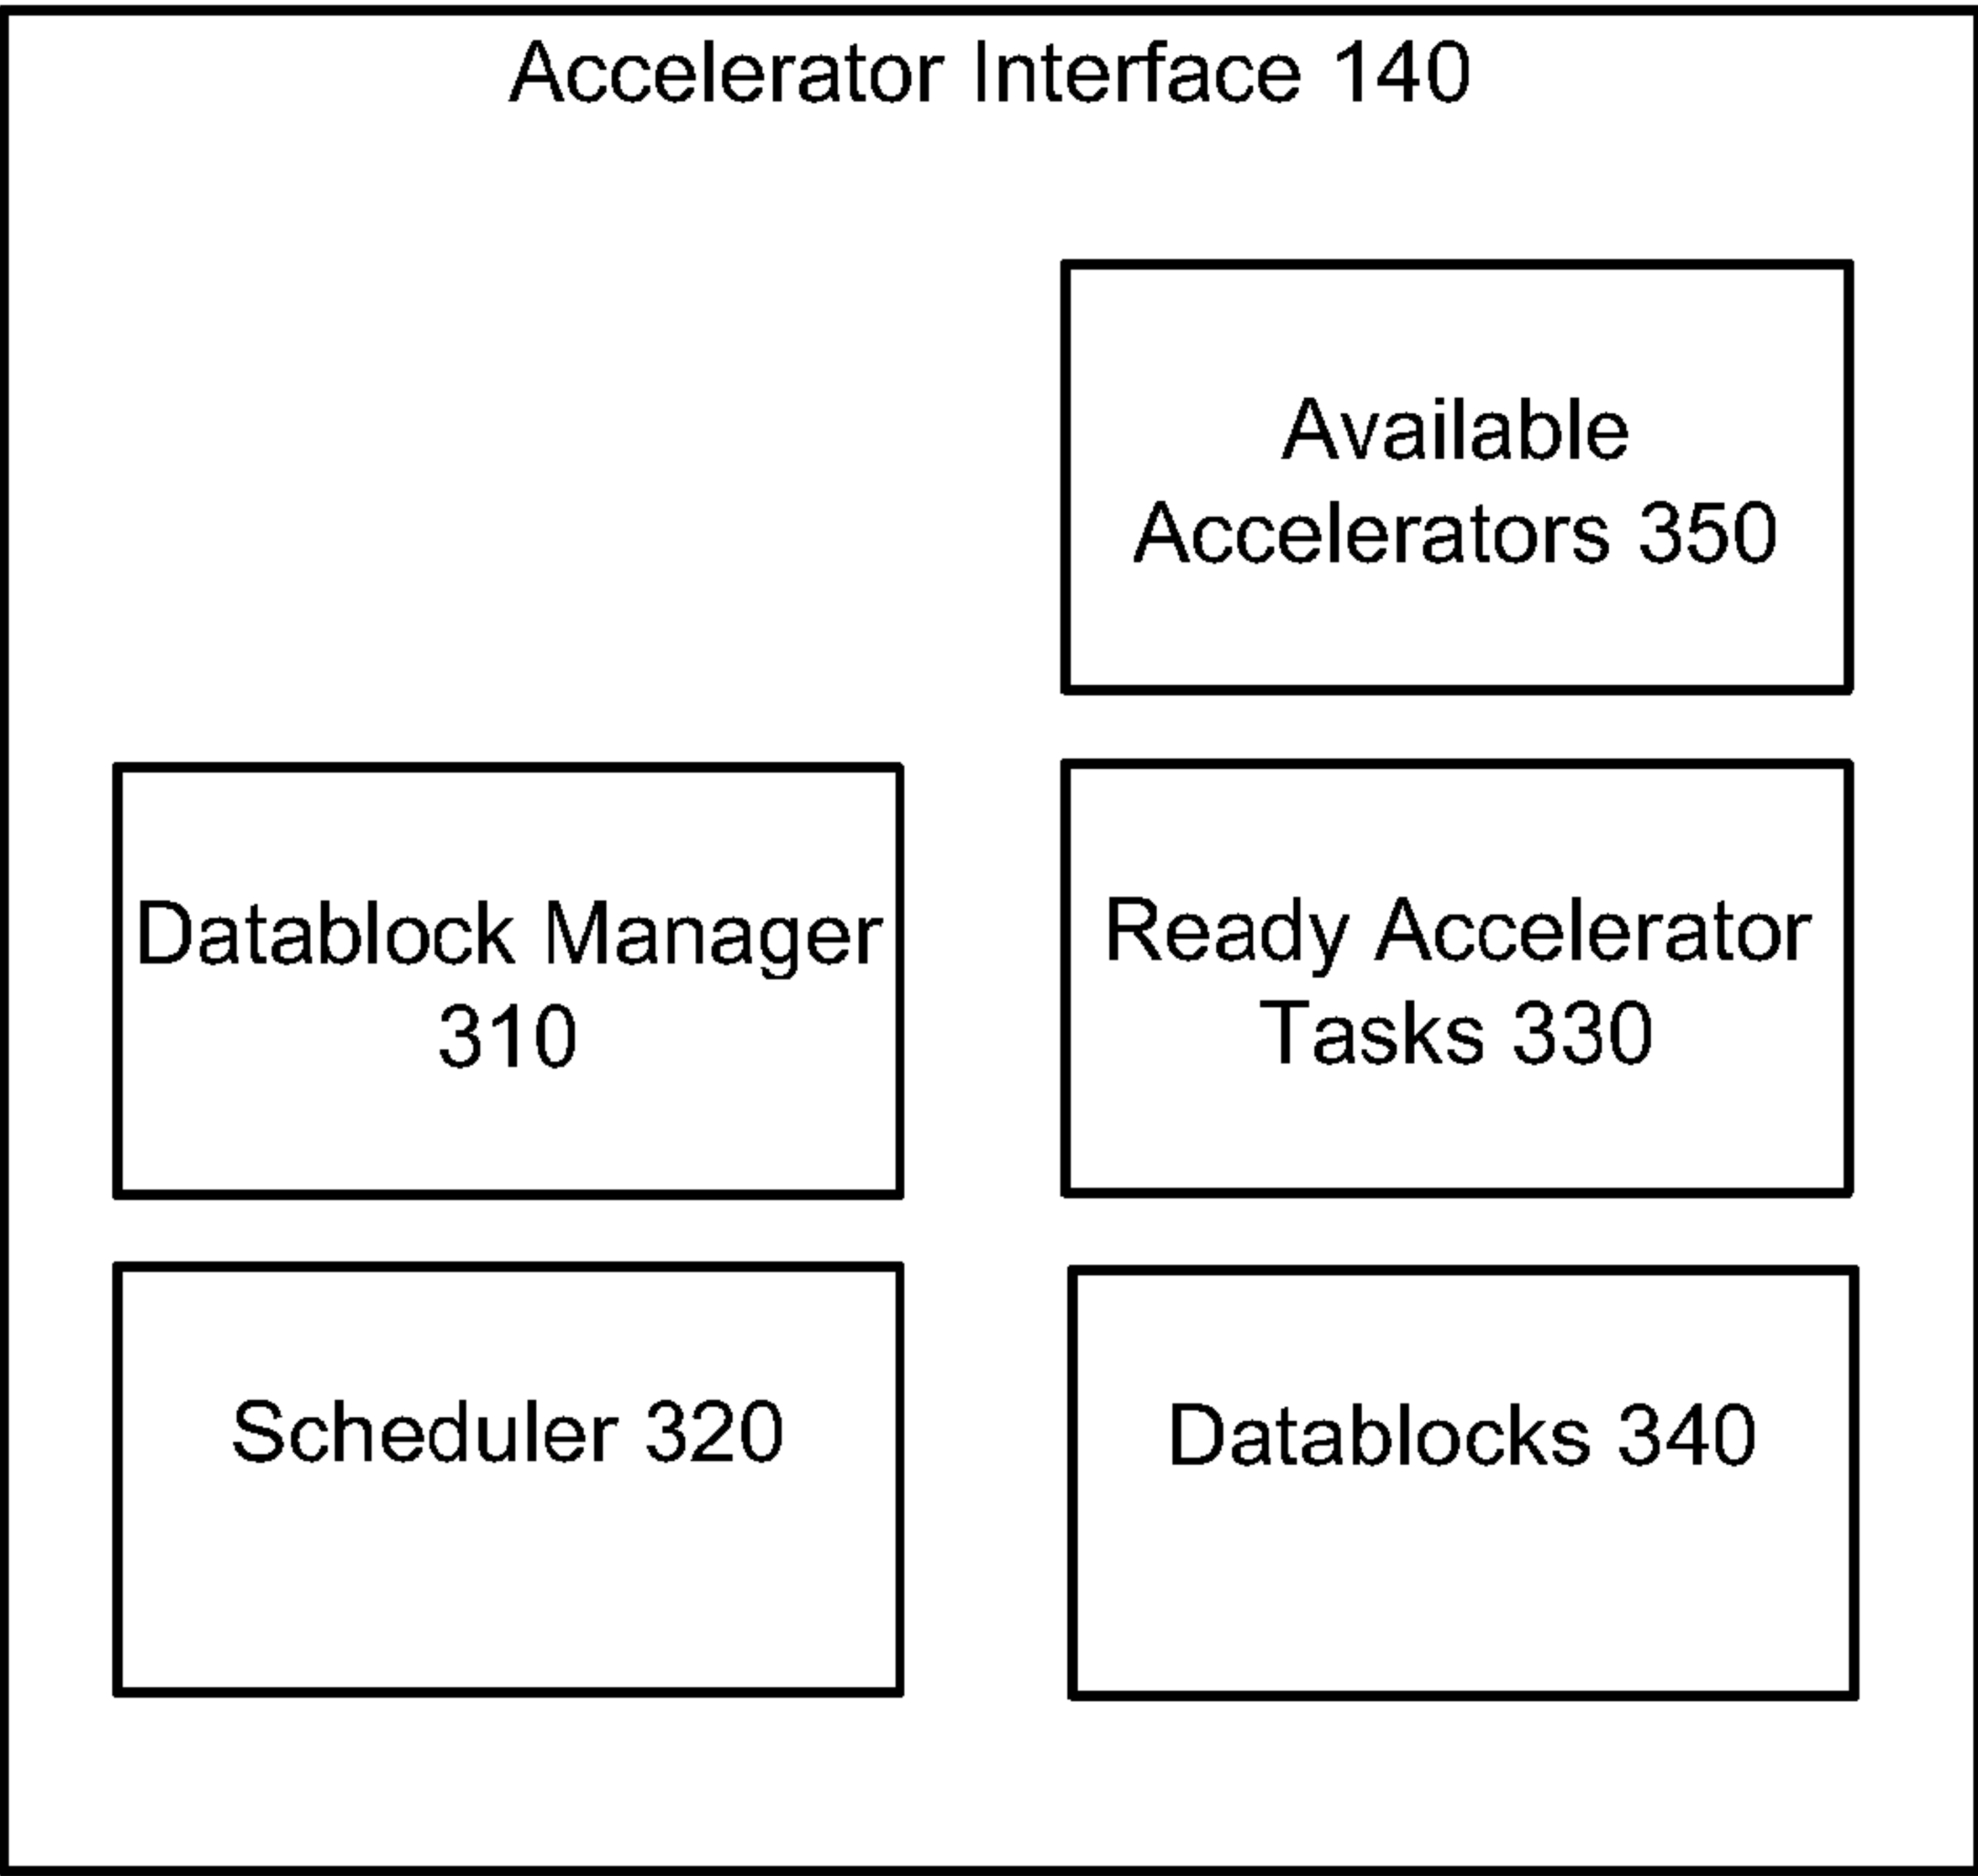 Accelerator Interface 140
Available
Accelerators 350
Datablock Manager
310
Ready Accelerator
Tasks 330
Scheduler 320
Datablocks 340